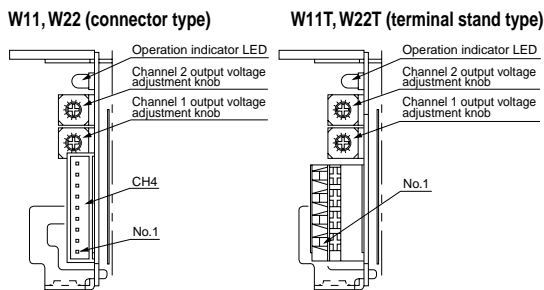 W11, W22 (connector type)
Operation indicator LED
Channel 2 output voltage
adjustment knob
Channel 1 output voltage
adjustment knob
CH4
No.1
W11T, W22T (terminal stand type)
Operation indicator LED
Channel 2 output voltage
adjustment knob
Channel 1 output voltage
adjustment knob
No.1